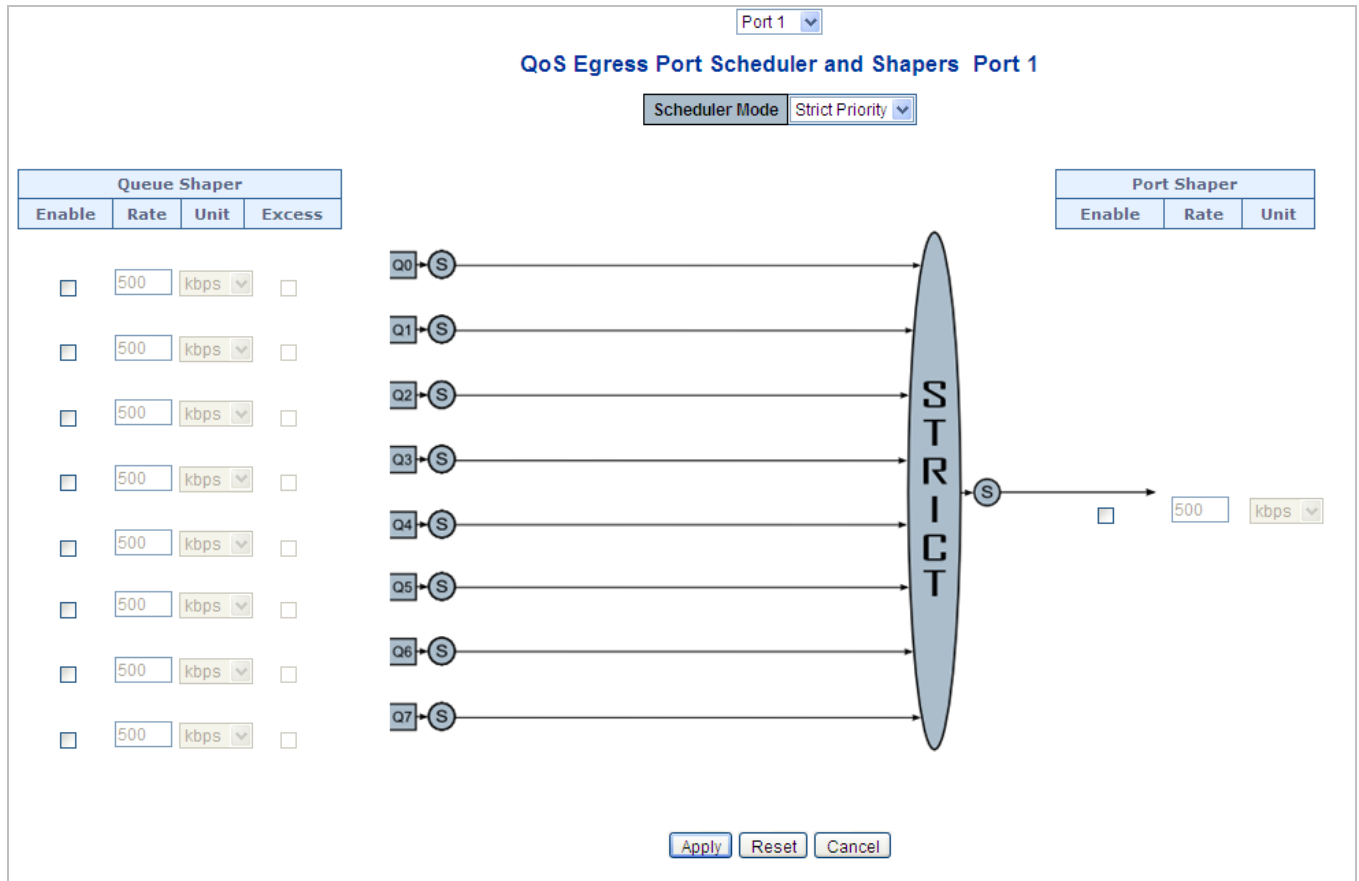 Port 1
QoS Egress Port Scheduler and Shapers Port 1
Scheduler Mode Strict Priority
Queue Shaper
Enable Rate Unit Excess
Port Shaper
Enable Rate Unit
500 kbps
500 kbps
500 kbps
500 kbps
500 kbps
500 kbps
500 kbps
500 kbps
Q0 S
Q1 S
Q2 S
Q3 S
Q4 S
Q5 S
Q6 S
Q7 S
STRICT
S
500 kbps
Apply Reset Cancel